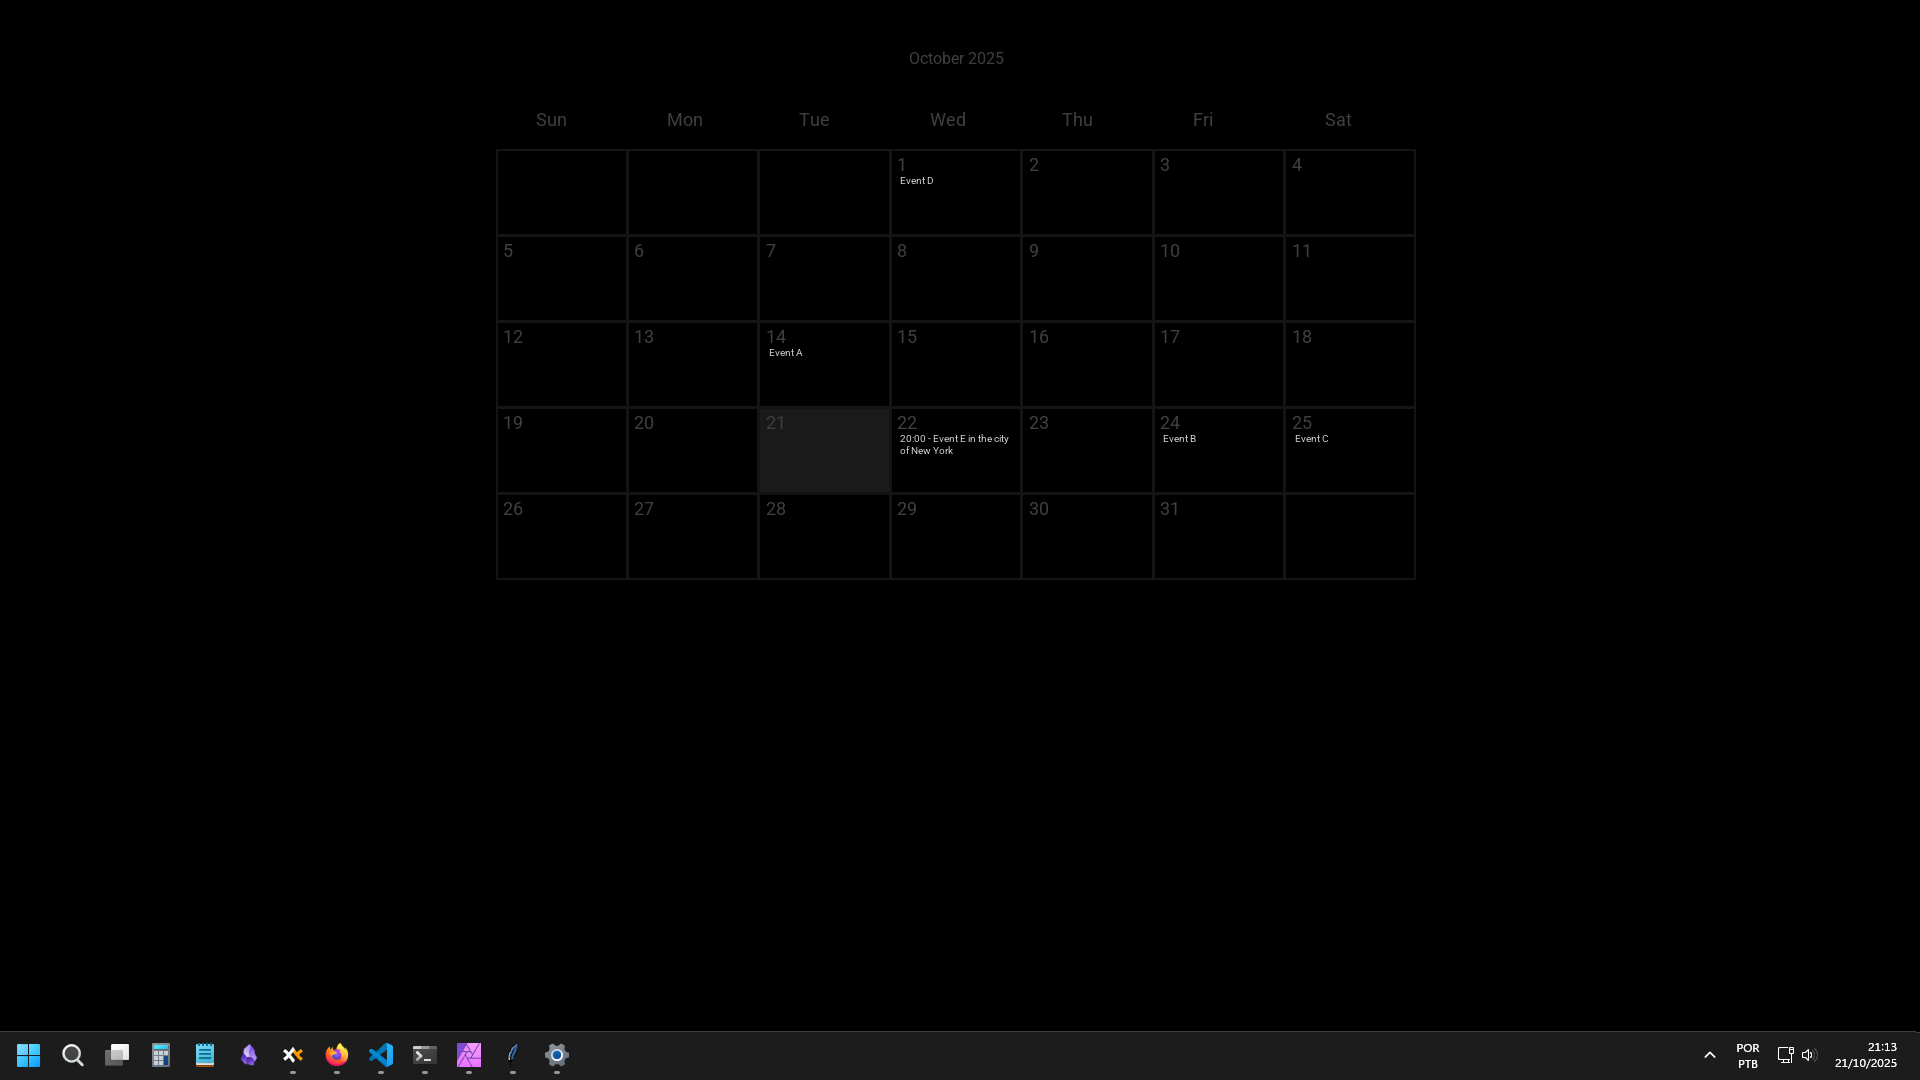 October 2025
Sun Mon Tue Wed Thu Fri Sat
1 2 3 4
Event D
5 6 7 8 9 10 11
12 13 14 15 16 17 18
Event A
19 20 21 22 23 24 25
20:00 - Event E in the city
of New York
Event B
Event C
26 27 28 29 30 31
POR
PTB
21:13
21/10/2025